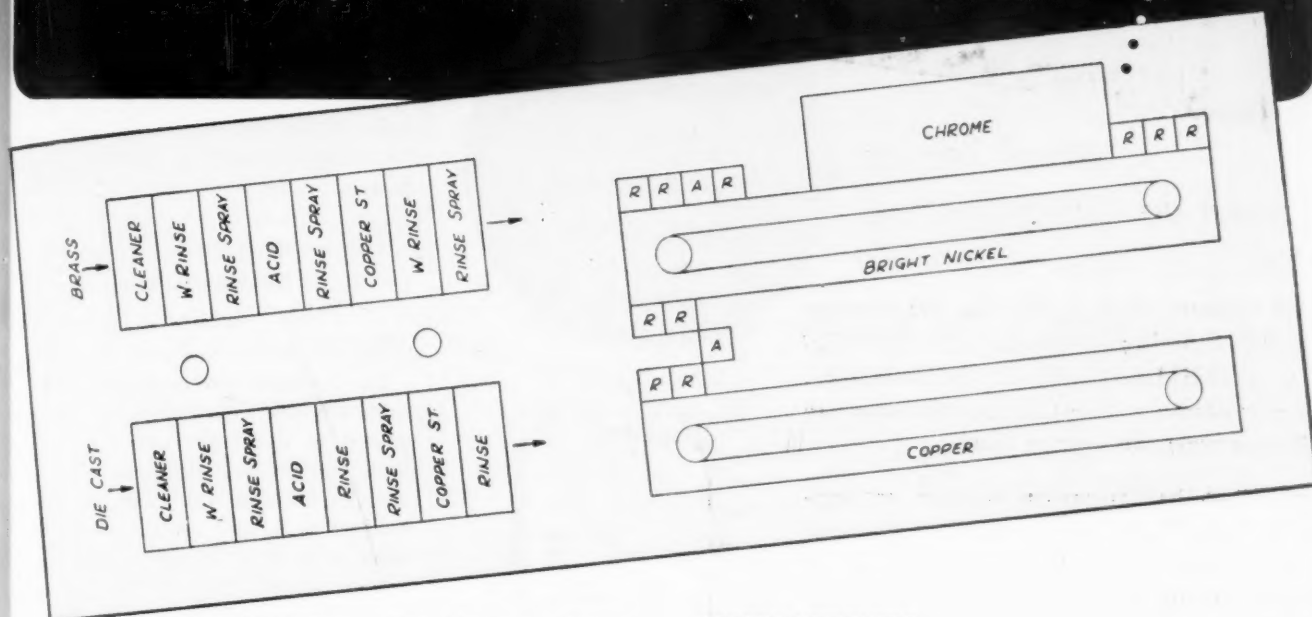 BRASS
CLEANER
W. RINSE
RINSE SPRAY
ACID
RINSE SPRAY
COPPER ST
W RINSE
RINSE SPRAY
DIE CAST
CLEANER
W RINSE
RINSE SPRAY
ACID
RINSE
RINSE SPRAY
COPPER ST.
RINSE
R R A R
CHROME
R R R
BRIGHT NICKEL
R R
A
R R
COPPER